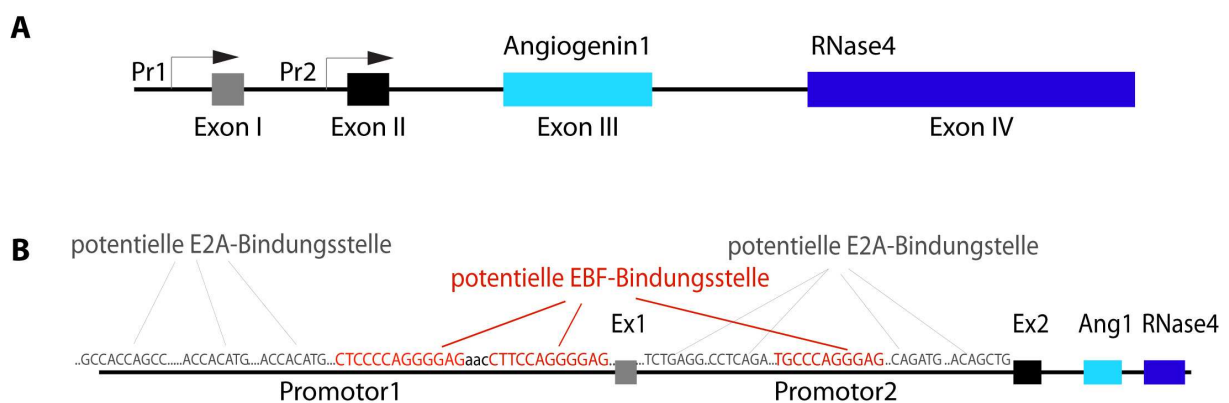 A
Angiogenin1
RNase4
Pr1
Pr2
Exon I
Exon II
Exon III
Exon IV
B
potentielle E2A-Bindungsstelle
potentielle E2A-Bindungsstelle
potentielle EBF-Bindungsstelle
Ex1
Ex2
Ang1
RNase4
..GCCACCAGCC.....ACCACATG...ACCACATG...CTCCCCAGGGGAGaacCTTCCAGGGGAG........TCTGAGG..CCTCAGA...TGCCCAGGGAG..CAGATG..ACAGCTG
Promotor1
Promotor2